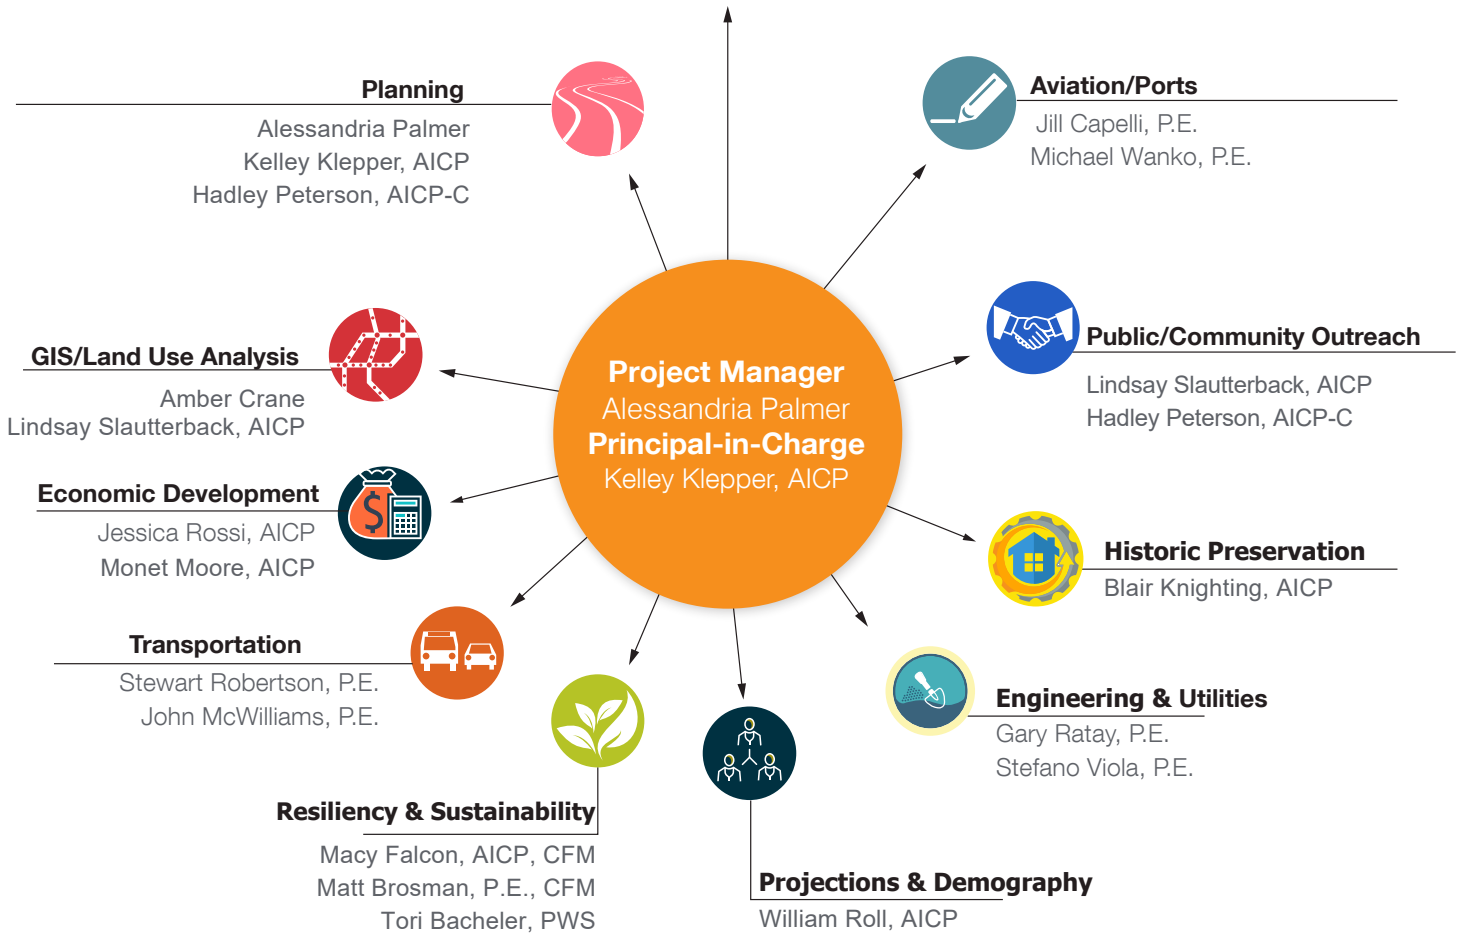 Planning
Alessandria Palmer
Kelley Klepper, AICP
Hadley Peterson, AICP-C
Aviation/Ports
Jill Capelli, P.E.
Michael Wanko, P.E.
GIS/Land Use Analysis
Amber Crane
Lindsay Slautterback, AICP
Project Manager
Alessandria Palmer
Principal-in-Charge
Kelley Klepper, AICP
Public/Community Outreach
Lindsay Slautterback, AICP
Hadley Peterson, AICP-C
Economic Development
Jessica Rossi, AICP
Monet Moore, AICP
$
Historic Preservation
Blair Knighting, AICP
Transportation
Stewart Robertson, P.E.
John McWilliams, P.E.
Engineering & Utilities
Gary Ratay, P.E.
Stefano Viola, P.E.
Resiliency & Sustainability
Macy Falcon, AICP, CFM
Matt Brosman, P.E., CFM
Tori Bacheler, PWS
Projections & Demography
William Roll, AICP